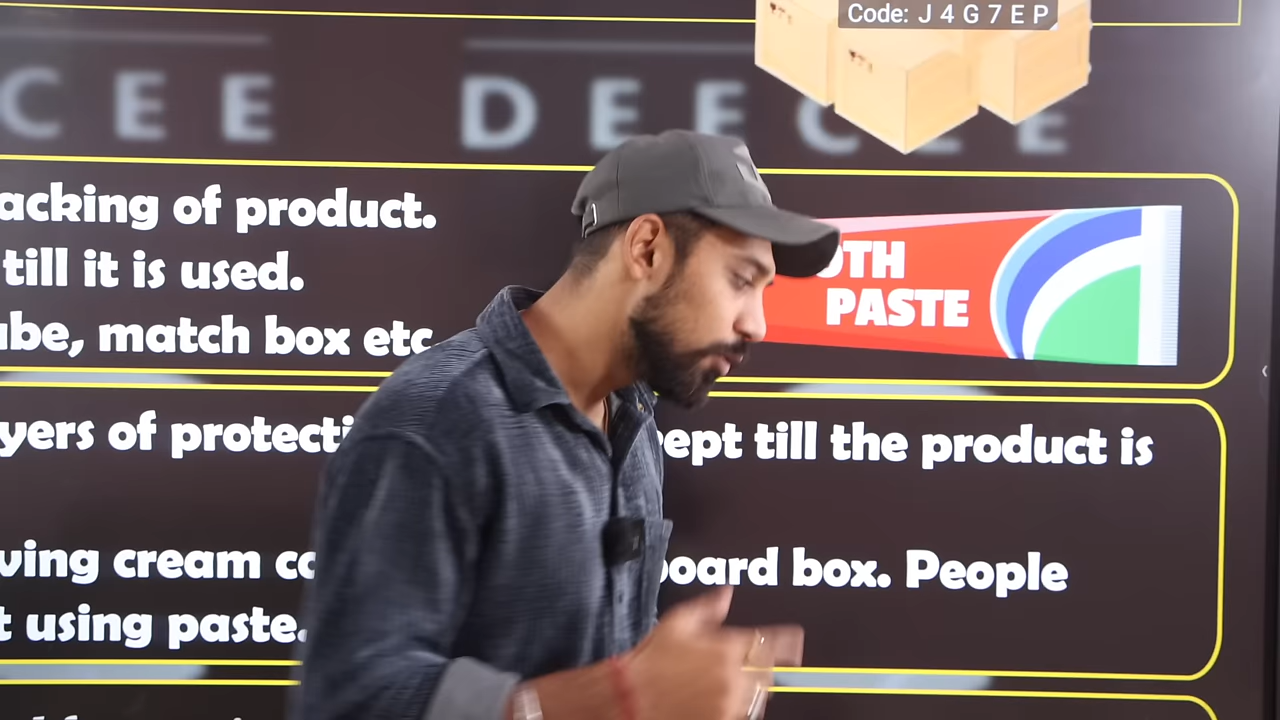 Code: J 4 G 7 E P
C E E D E E C E E
acking of product.
till it is used.
OTH
PASTE
ube, match box etc
yers of protecti ept till the product is
ving cream co board box. People
t using paste.